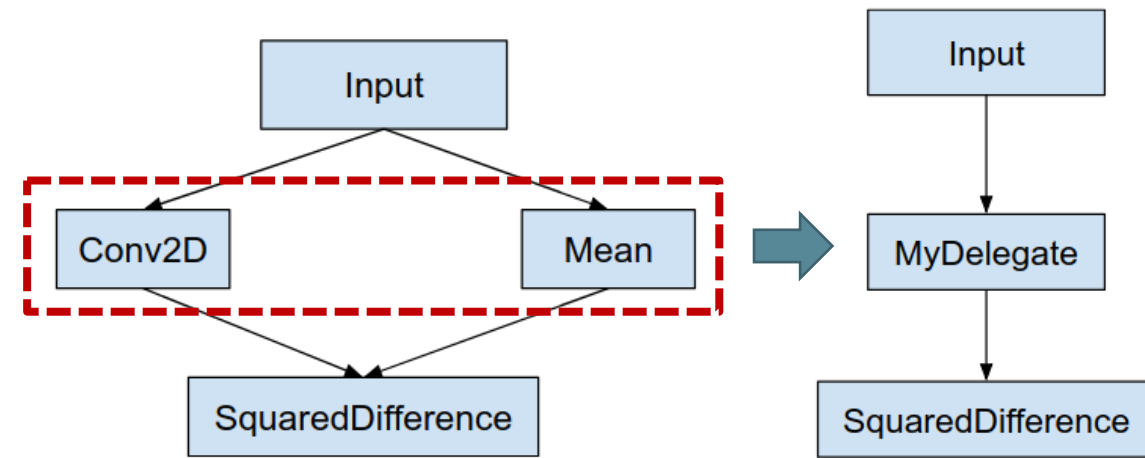 Input
Conv2D
Mean
SquaredDifference
Input
MyDelegate
SquaredDifference